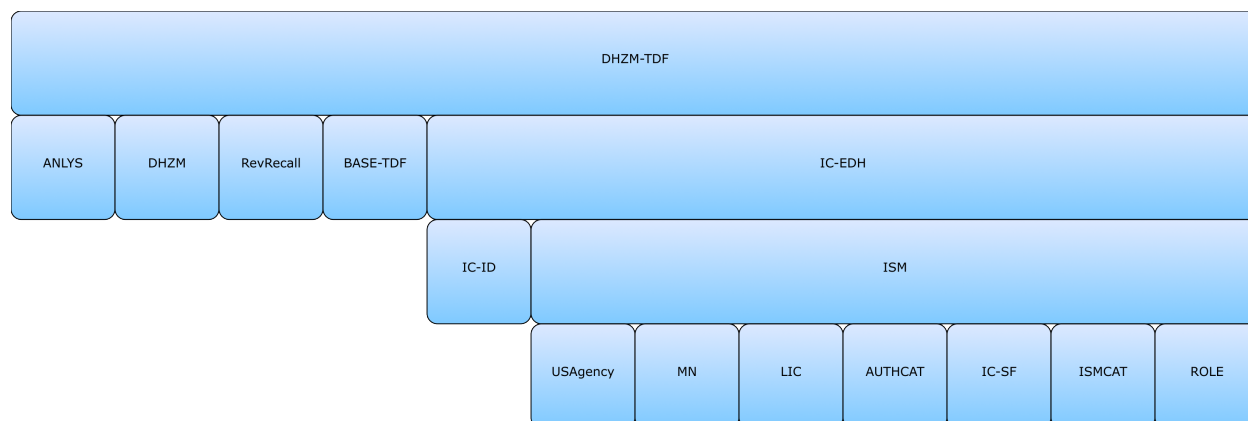 DHZM-TDF
ANLYS DHZM RevRecall BASE-TDF IC-EDH
IC-ID ISM
USAgency MN LIC AUTHCAT IC-SF ISMCAT ROLE